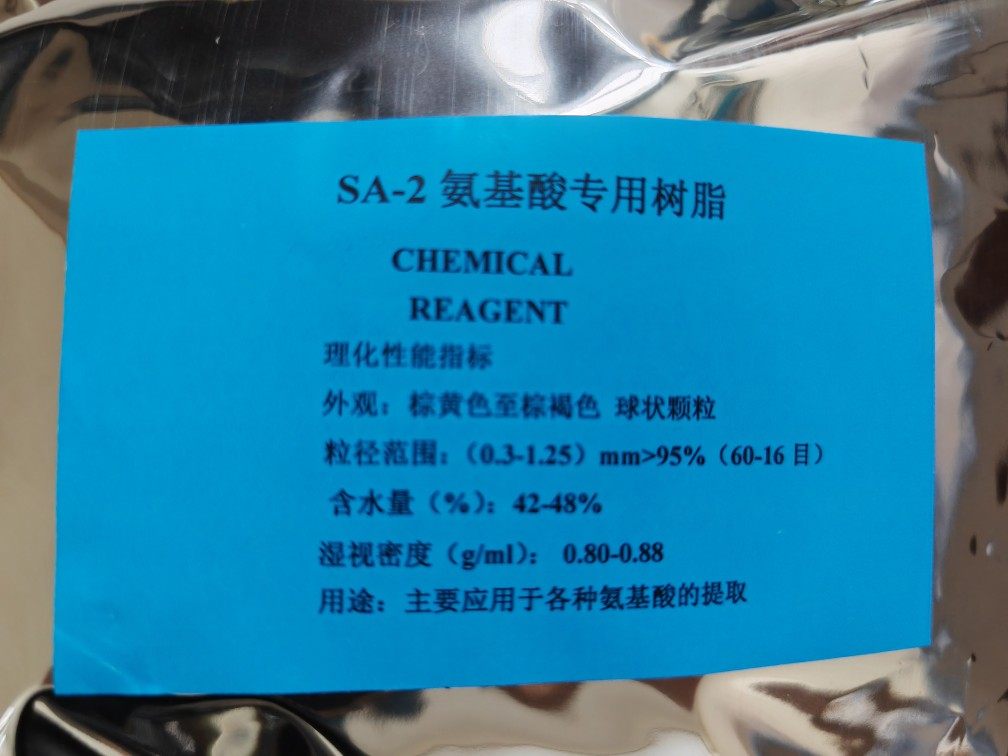 SA-2 氨基酸专用树脂
CHEMICAL
REAGENT
理化性能指标
外观：棕黄色至棕褐色 球状颗粒
粒径范围：（0.3-1.25）mm>95%（60-16 目）
含水量（%）：42-48%
湿视密度（g/ml）： 0.80-0.88
用途：主要应用于各种氨基酸的提取